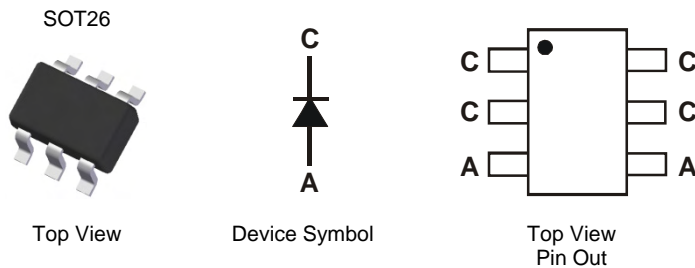 SOT26
C
A
C C
C C
A A
Top View
Device Symbol
Top View
Pin Out